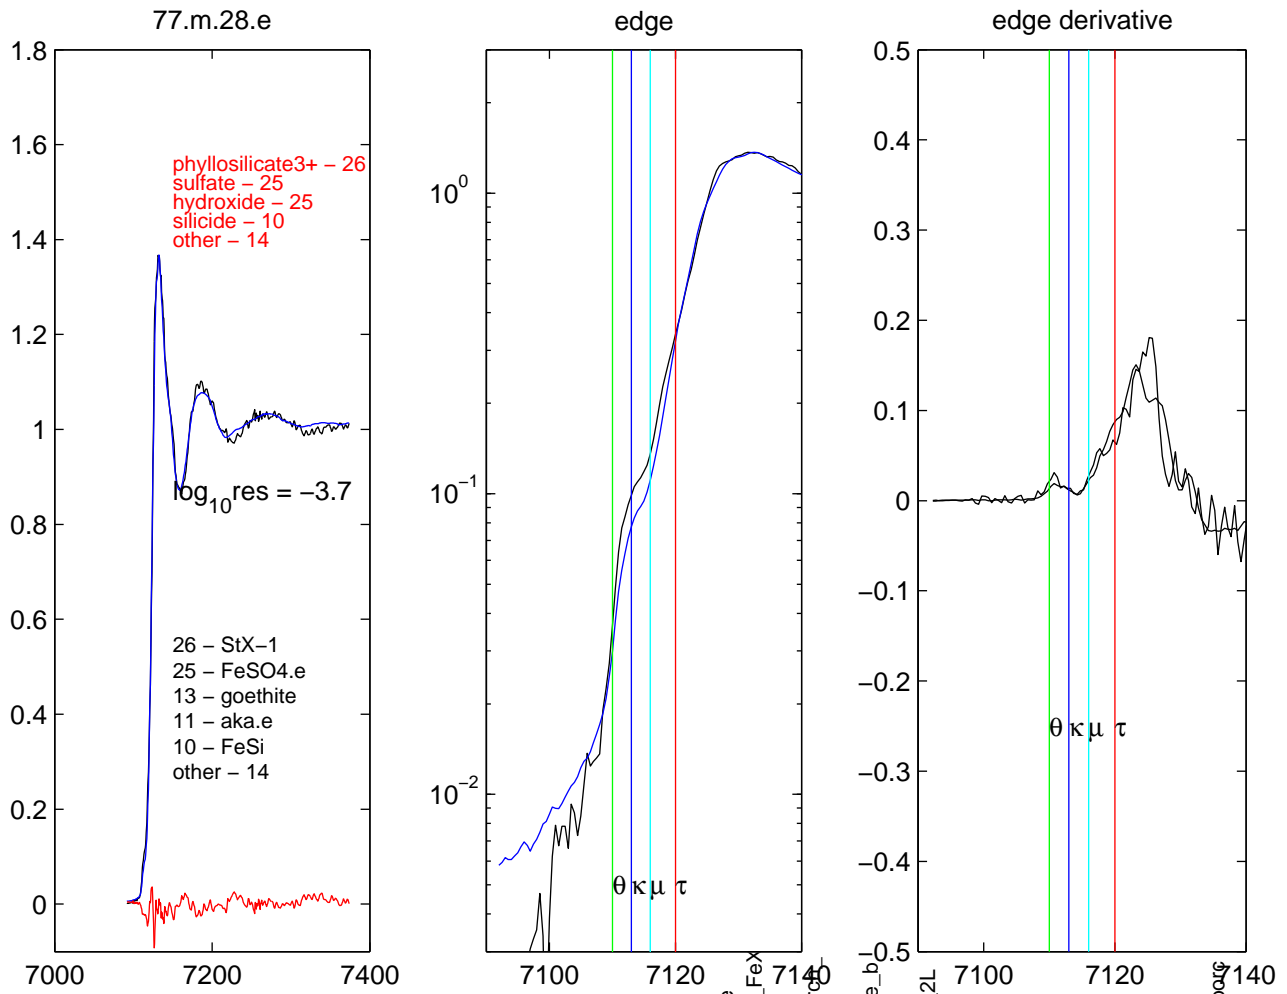 77.m.28.e
edge
edge derivative
1.8
1.6
1.4
1.2
1
0.8
0.6
0.4
0.2
0
7000
7200
7400
phyllosilicate3+ − 26
sulfate − 25
hydroxide − 25
silicide − 10
other − 14
log10res = −3.7
26 − StX−1
25 − FeSO4.e
13 − goethite
11 − aka.e
10 − FeSi
other − 14
10^0
10^−1
10^−2
θ κ μ τ
7100
7120
7140
_FeX
0.5
0.4
0.3
0.2
0.1
0
−0.1
−0.2
−0.3
−0.4
−0.5
θ κ μ τ
7100
7120
7140
e_b
2L